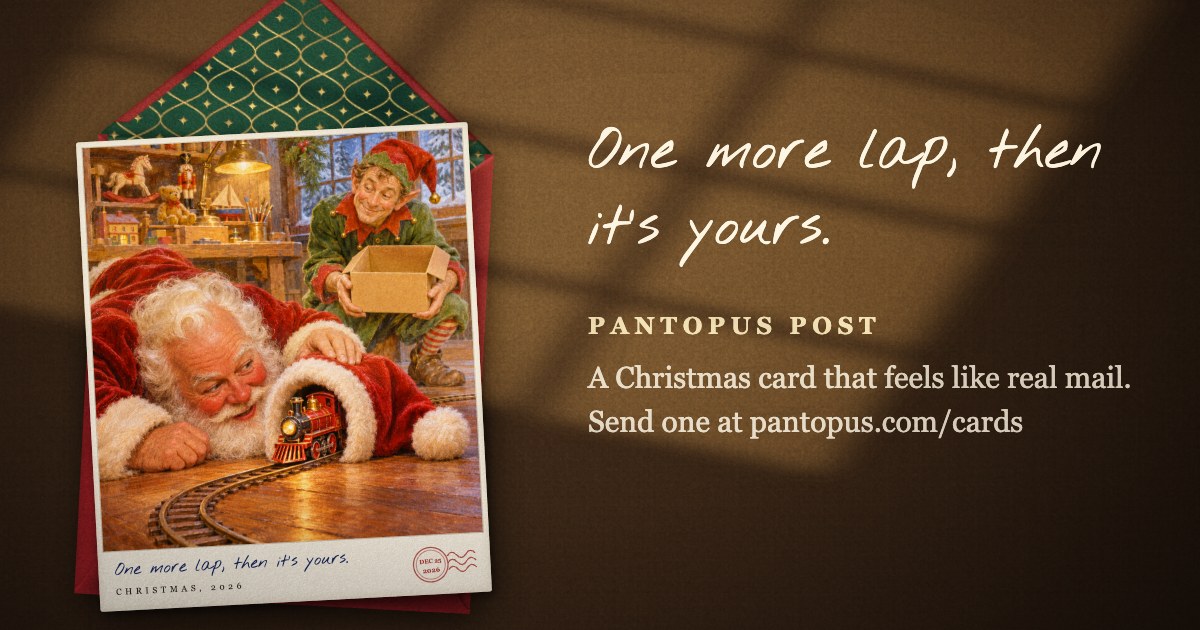 One more lap, then
it's yours.
PANTOPUS POST
A Christmas card that feels like real mail.
Send one at pantopus.com/cards
One more lap, then it's yours.
CHRISTMAS, 2026
DEC 25
2026